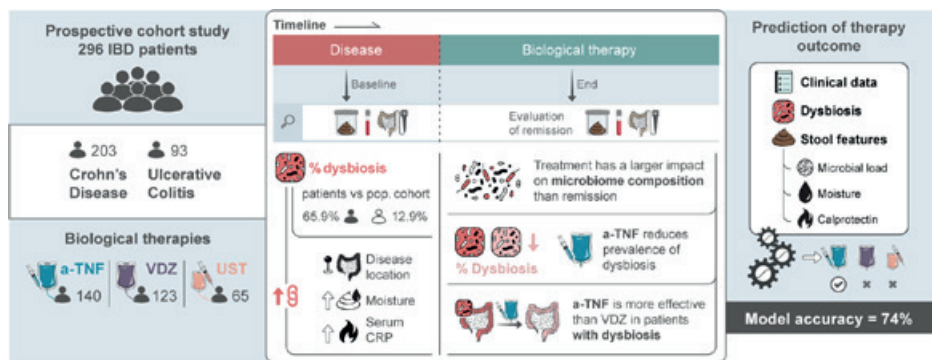 Prospective cohort study
296 IBD patients
203
Crohn's
Disease
93
Ulcerative
Colitis
Biological therapies
a-TNF
140
VDZ
123
UST
65
Timeline
Disease
Biological therapy
Baseline
End
Evaluation
of remission
% dysbiosis
patients vs pop. cohort
65.9%
12.9%
Disease
location
Moisture
Serum
CRP
Treatment has a larger impact
on microbiome composition
than remission
% Dysbiosis
a-TNF reduces
prevalence of
dysbiosis
a-TNF is more effective
than VDZ in patients
with dysbiosis
Prediction of therapy
outcome
Clinical data
Dysbiosis
Stool features
Microbial load
Moisture
Calprotectin
Model accuracy = 74%